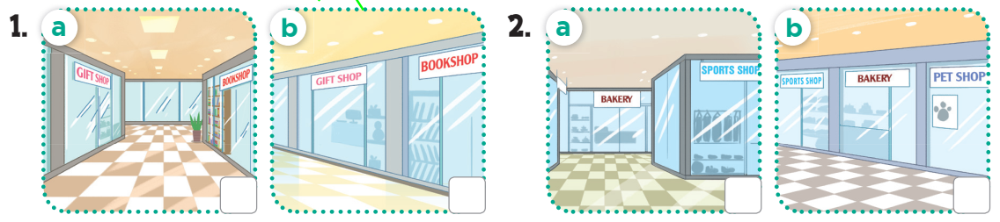 1.
a
GIFT SHOP
BOOKSHOP
b
GIFT SHOP
BOOKSHOP
2.
a
BAKERY
SPORTS SHOP
b
SPORTS SHOP
BAKERY
PET SHOP